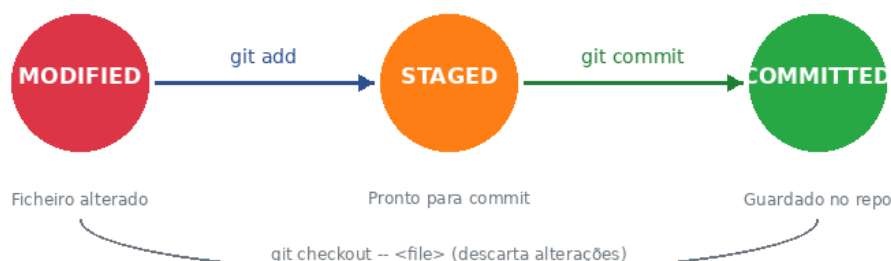 git add
git commit
MODIFIED
STAGED
COMMITTED
Ficheiro alterado
Pronto para commit
Guardado no repo
git checkout -- <file> (descarta alterações)